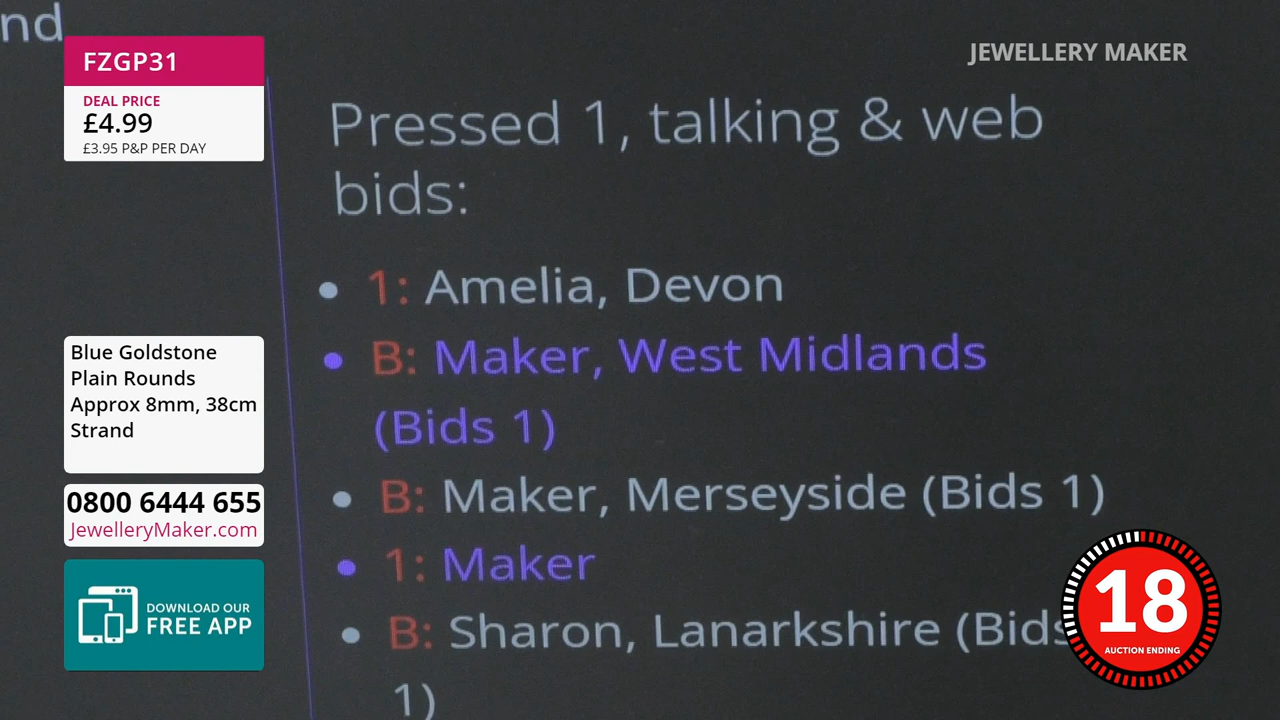 nd
FZGP31
DEAL PRICE
£4.99
£3.95 P&P PER DAY
JEWELLERY MAKER
Pressed 1, talking & web
bids:
• 1: Amelia, Devon
• B: Maker, West Midlands
(Bids 1)
• B: Maker, Merseyside (Bids 1)
• 1: Maker
• B: Sharon, Lanarkshire (Bids
1)
Blue Goldstone
Plain Rounds
Approx 8mm, 38cm
Strand
0800 6444 655
JewelleryMaker.com
DOWNLOAD OUR
FREE APP
18
AUCTION ENDING